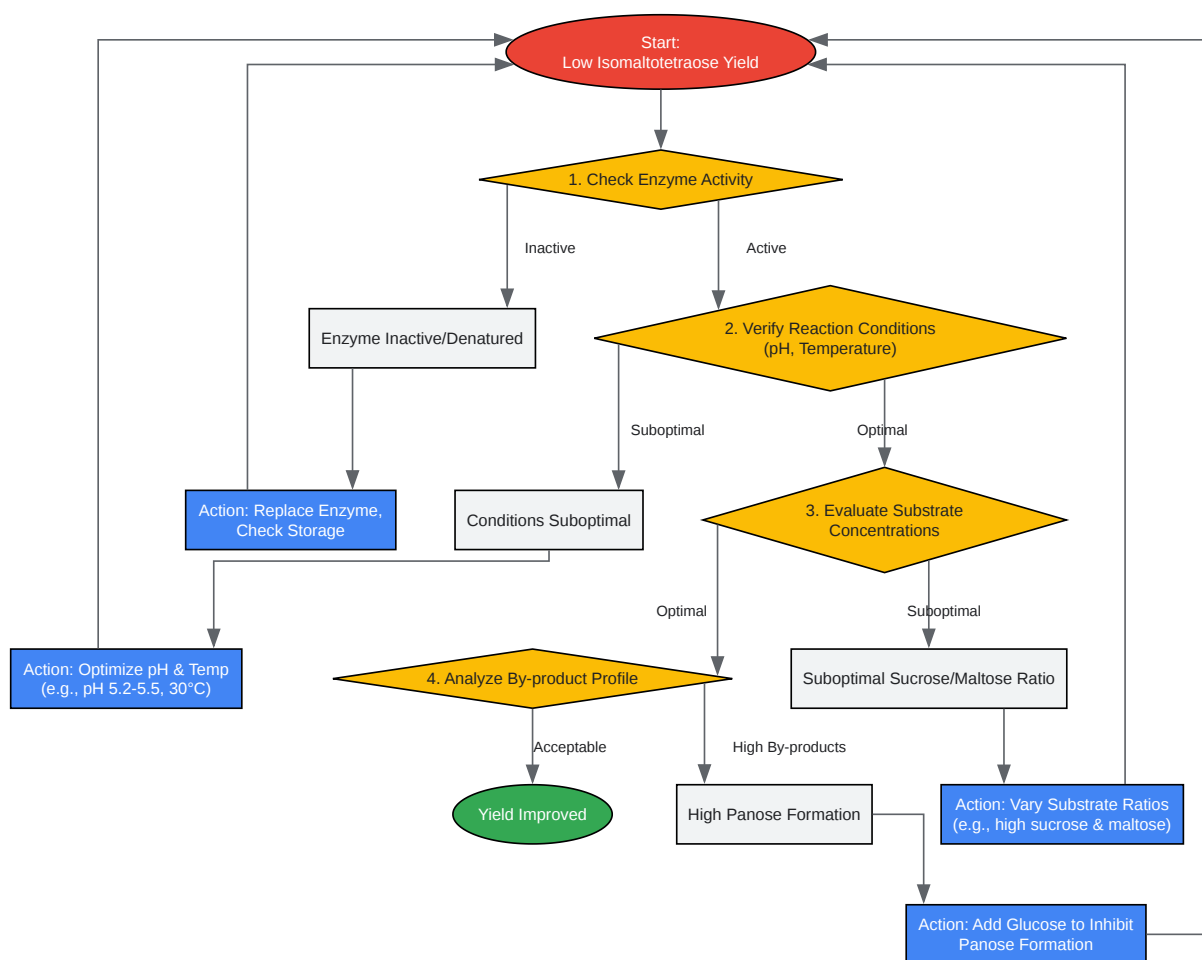 Start:
Low Isomaltotetraose Yield
1. Check Enzyme Activity
Inactive
Active
Enzyme Inactive/Denatured
2. Verify Reaction Conditions
(pH, Temperature)
Suboptimal
Optimal
Action: Replace Enzyme,
Check Storage
Conditions Suboptimal
3. Evaluate Substrate
Concentrations
Optimal
Suboptimal
Action: Optimize pH & Temp
(e.g., pH 5.2-5.5, 30°C)
4. Analyze By-product Profile
Suboptimal Sucrose/Maltose Ratio
Acceptable
High By-products
Yield Improved
High Panose Formation
Action: Vary Substrate Ratios
(e.g., high sucrose & maltose)
Action: Add Glucose to Inhibit
Panose Formation